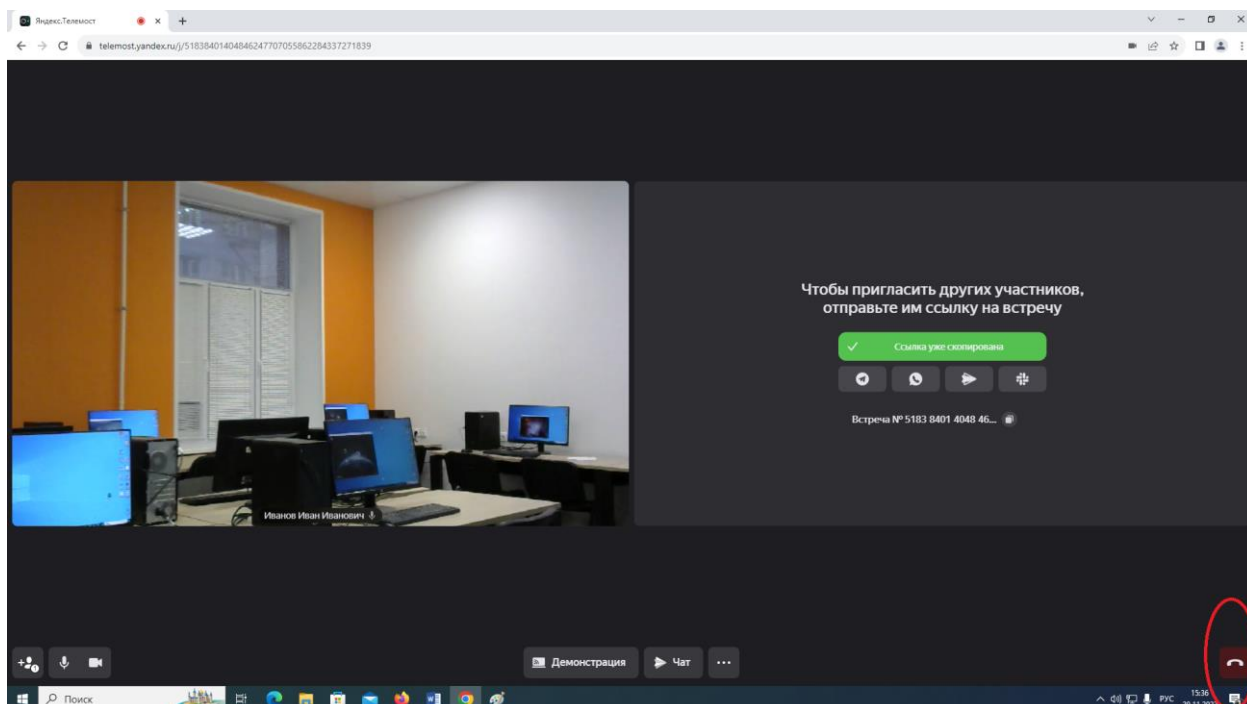 Яндекс.Телемост
telemost.yandex.ru/j/51838401404846247707055862284337271839
Чтобы пригласить других участников,
отправьте им ссылку на встречу
Ссылка уже скопирована
Встреча № 5183 8401 4048 46...
Иванов Иван Иванович
Демонстрация
Чат
Поиск
РУС
15:36